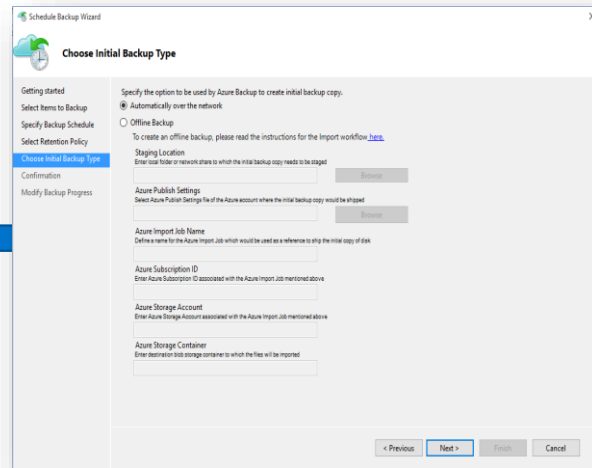 Schedule Backup Wizard
Choose Initial Backup Type
Getting started
Select Items to Backup
Specify Backup Schedule
Select Retention Policy
Choose Initial Backup Type
Confirmation
Modify Backup Progress
Specify the option to be used by Azure Backup to create initial backup copy.
Automatically over the network
Offline Backup
To create an offline backup, please read the instructions for the Import workflow here.
Staging Location
Enter local folder or network share to which the initial backup copy needs to be staged
Browse
Azure Publish Settings
Select Azure Publish Settings file of the Azure account where the initial backup copy would be shipped
Browse
Azure Import Job Name
Define a name for the Azure Import Job which would be used as a reference to ship the initial copy of disk
Azure Subscription ID
Enter Azure Subscription ID associated with the Azure Import Job mentioned above
Azure Storage Account
Enter Azure Storage Account associated with the Azure Import Job mentioned above
Azure Storage Container
Enter destination blob storage container to which the files will be imported
< Previous Next > Finish Cancel